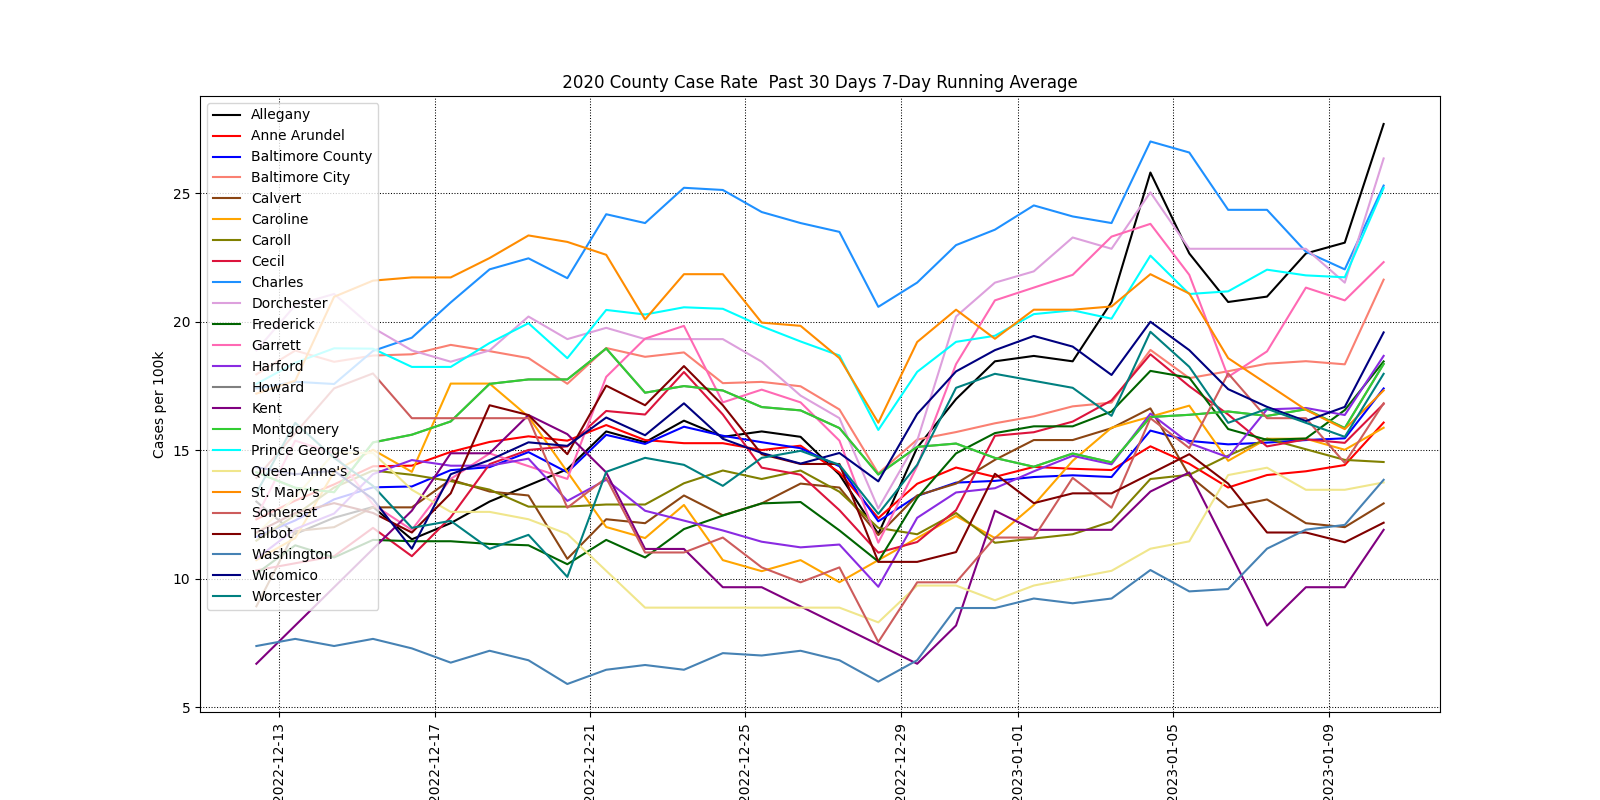 2020 County Case Rate  Past 30 Days 7-Day Running Average
Cases per 100k
25
20
15
10
5
Allegany
Anne Arundel
Baltimore County
Baltimore City
Calvert
Caroline
Caroll
Cecil
Charles
Dorchester
Frederick
Garrett
Harford
Howard
Kent
Montgomery
Prince George's
Queen Anne's
St. Mary's
Somerset
Talbot
Washington
Wicomico
Worcester
2022-12-13
2022-12-17
2022-12-21
2022-12-25
2022-12-29
2023-01-01
2023-01-05
2023-01-09